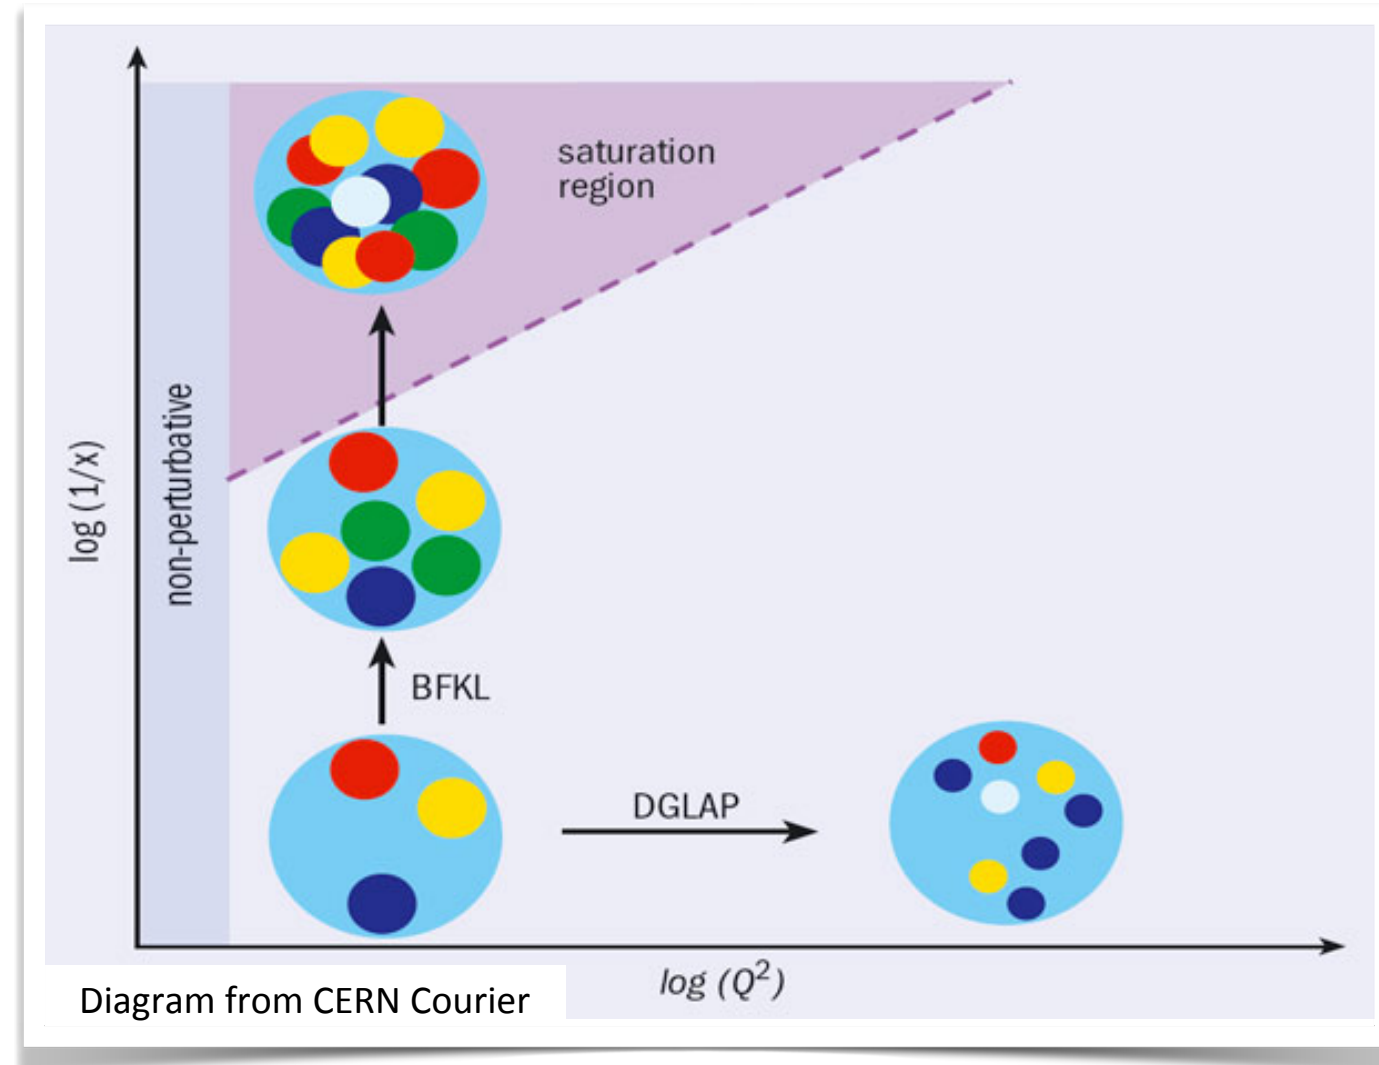 saturation
region
log (1/x)
non-perturbative
BFKL
DGLAP
log (Q²)
Diagram from CERN Courier